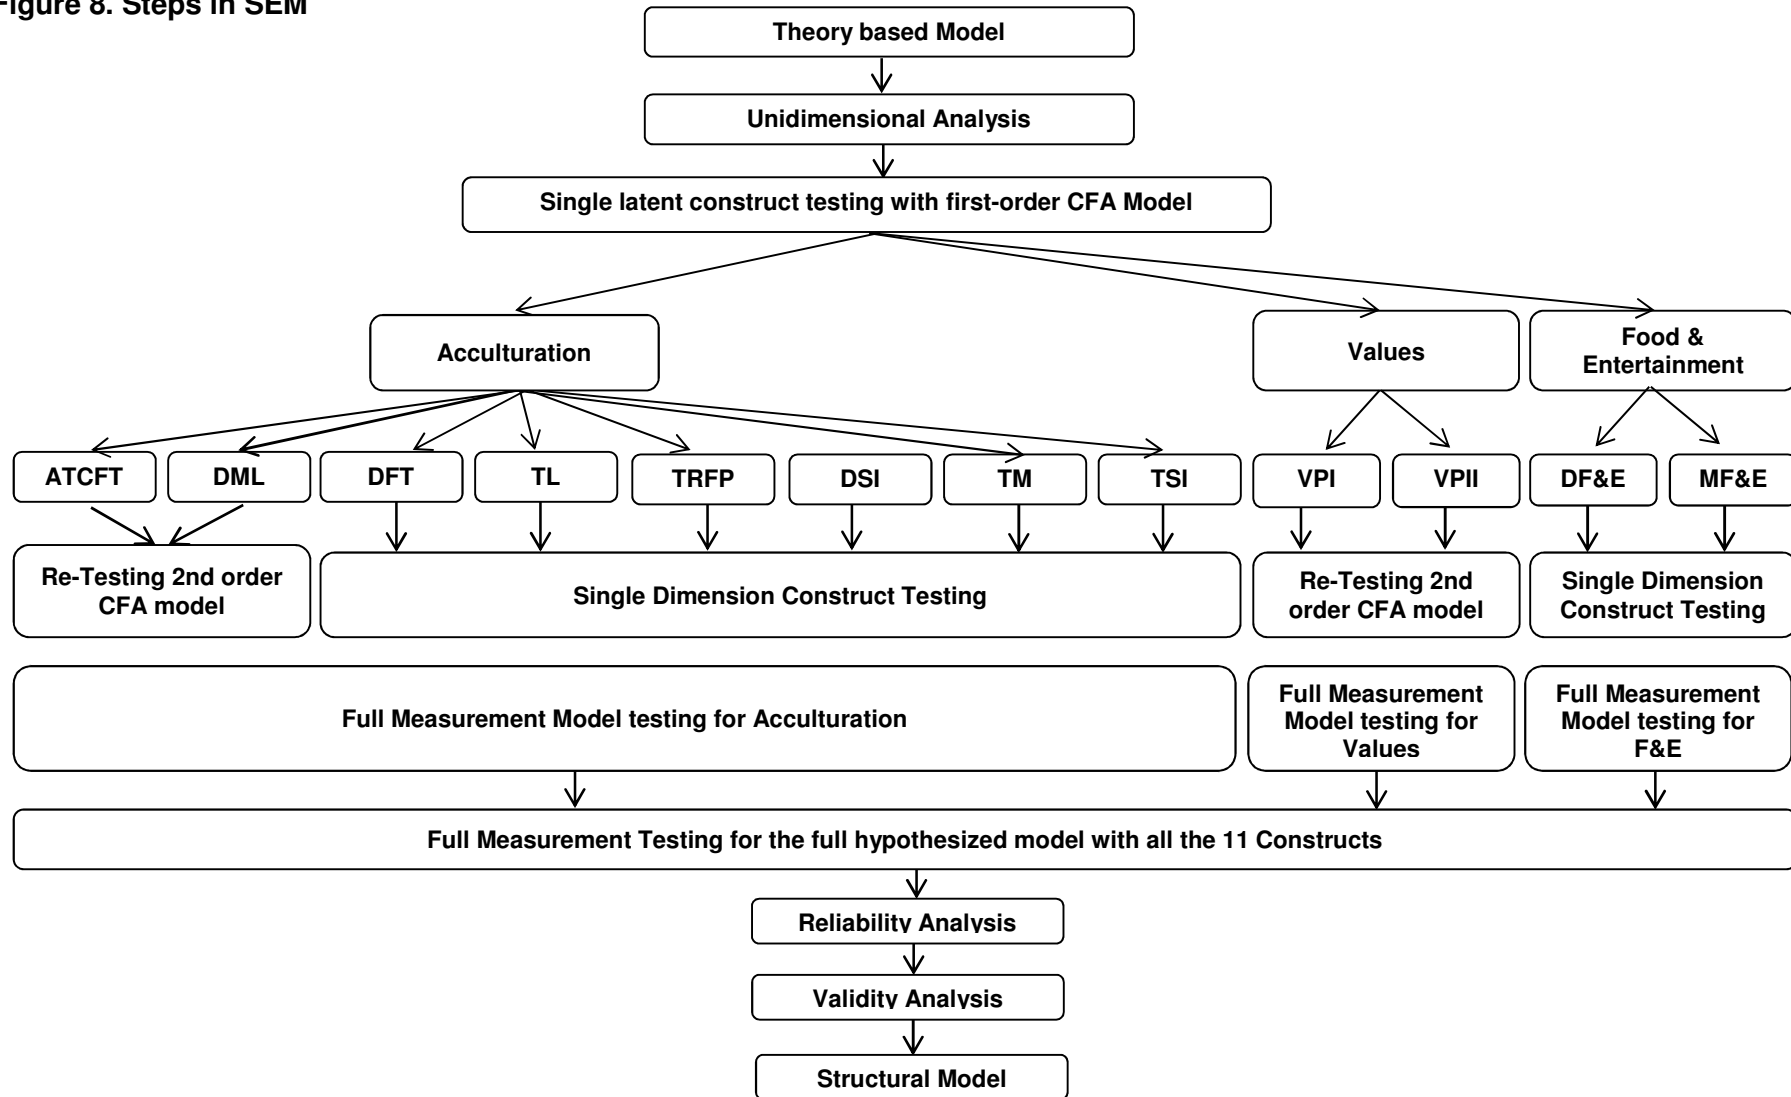 Figure 8. Steps in SEM
Theory based Model
Unidimensional Analysis
Single latent construct testing with first-order CFA Model
Acculturation
Values
Food &
Entertainment
ATCFT
DML
DFT
TL
TRFP
DSI
TM
TSI
VPI
VPII
DF&E
MF&E
Re-Testing 2nd order
CFA model
Single Dimension Construct Testing
Re-Testing 2nd
order CFA model
Single Dimension
Construct Testing
Full Measurement Model testing for Acculturation
Full Measurement
Model testing for
Values
Full Measurement
Model testing for
F&E
Full Measurement Testing for the full hypothesized model with all the 11 Constructs
Reliability Analysis
Validity Analysis
Structural Model